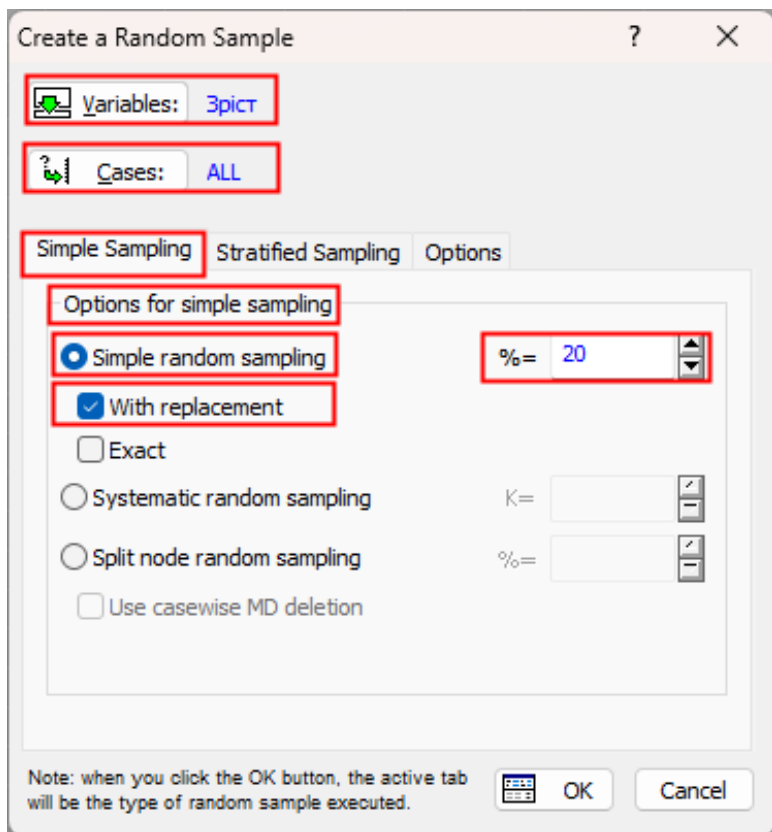 Create a Random Sample ? X
Variables: Зріст
Cases: ALL
Simple Sampling Stratified Sampling Options
Options for simple sampling
Simple random sampling %= 20
With replacement
Exact
Systematic random sampling K=
Split node random sampling %=
Use casewise MD deletion
Note: when you click the OK button, the active tab
will be the type of random sample executed.
OK Cancel